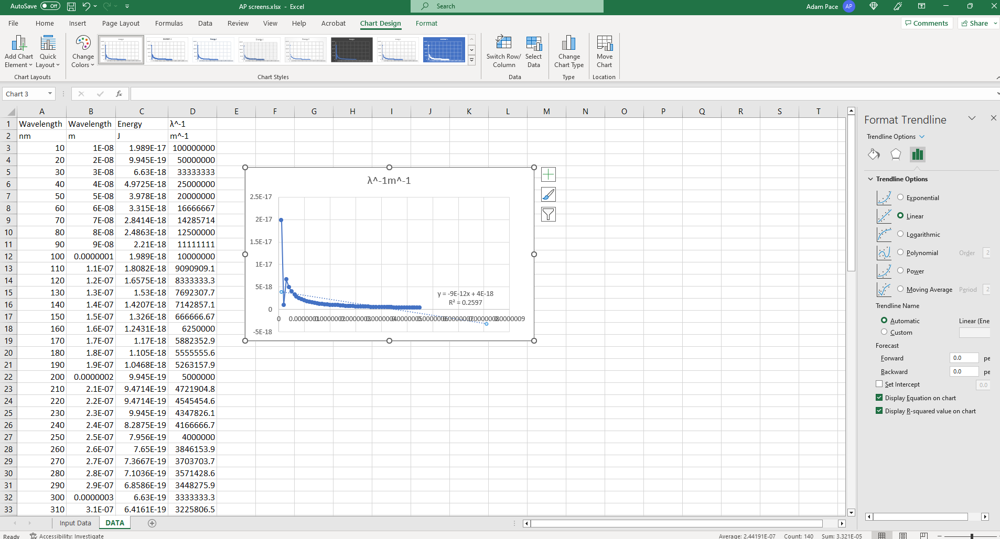 AutoSave Off AP screens.xlsx - Excel Search Adam Pace AP
File Home Insert Page Layout Formulas Data Review View Help Acrobat Chart Design Format Comments Share
Add Chart Element Quick Layout Change Colors Switch Row/ Column Select Data Change Chart Type Move Chart
Chart Layouts Chart Styles Data Type Location
Chart 3 fx
A B C D E F G H I J K L M N O P Q R S T
1 Wavelength Wavelength Energy λ^-1
2 nm m J m^-1
3 10 1E-08 1.989E-17 100000000
4 20 2E-08 9.945E-19 50000000
5 30 3E-08 6.63E-18 33333333
6 40 4E-08 4.9725E-18 25000000
7 50 5E-08 3.978E-18 20000000
8 60 6E-08 3.315E-18 16666667
9 70 7E-08 2.8414E-18 14285714
10 80 8E-08 2.4863E-18 12500000
11 90 9E-08 2.21E-18 11111111
12 100 0.0000001 1.989E-18 10000000
13 110 1.1E-07 1.8082E-18 9090909.1
14 120 1.2E-07 1.6575E-18 8333333.3
15 130 1.3E-07 1.53E-18 7692307.7
16 140 1.4E-07 1.4207E-18 7142857.1
17 150 1.5E-07 1.326E-18 666666.67
18 160 1.6E-07 1.2431E-18 6250000
19 170 1.7E-07 1.17E-18 5882352.9
20 180 1.8E-07 1.105E-18 5555555.6
21 190 1.9E-07 1.0468E-18 5263157.9
22 200 0.0000002 9.945E-19 5000000
23 210 2.1E-07 9.4714E-19 4721904.8
24 220 2.2E-07 9.4714E-19 4545454.6
25 230 2.3E-07 9.945E-19 4347826.1
26 240 2.4E-07 8.2875E-19 4166666.7
27 250 2.5E-07 7.956E-19 4000000
28 260 2.6E-07 7.65E-19 3846153.9
29 270 2.7E-07 7.3667E-19 3703703.7
30 280 2.8E-07 7.1036E-19 3571428.6
31 290 2.9E-07 6.8586E-19 3448275.9
32 300 0.0000003 6.63E-19 3333333.3
33 310 3.1E-07 6.4161E-19 3225806.5
λ^-1m^-1
2.5E-17
2E-17
1.5E-17
1E-17
5E-18
0
-5E-18
y = -9E-12x + 4E-18
R² = 0.2597
0
Format Trendline
Trendline Options
Trendline Options
Exponential
Linear
Logarithmic
Polynomial Order 2
Power
Moving Average Period 2
Trendline Name
Automatic Linear (Ene
Custom
Forecast
Forward 0.0 pe
Backward 0.0 pe
Set Intercept 0.0
Display Equation on chart
Display R-squared value on chart
Input Data DATA
Ready Accessibility: Investigate Average: 2.44191E-07 Count: 140 Sum: 3.321E-05